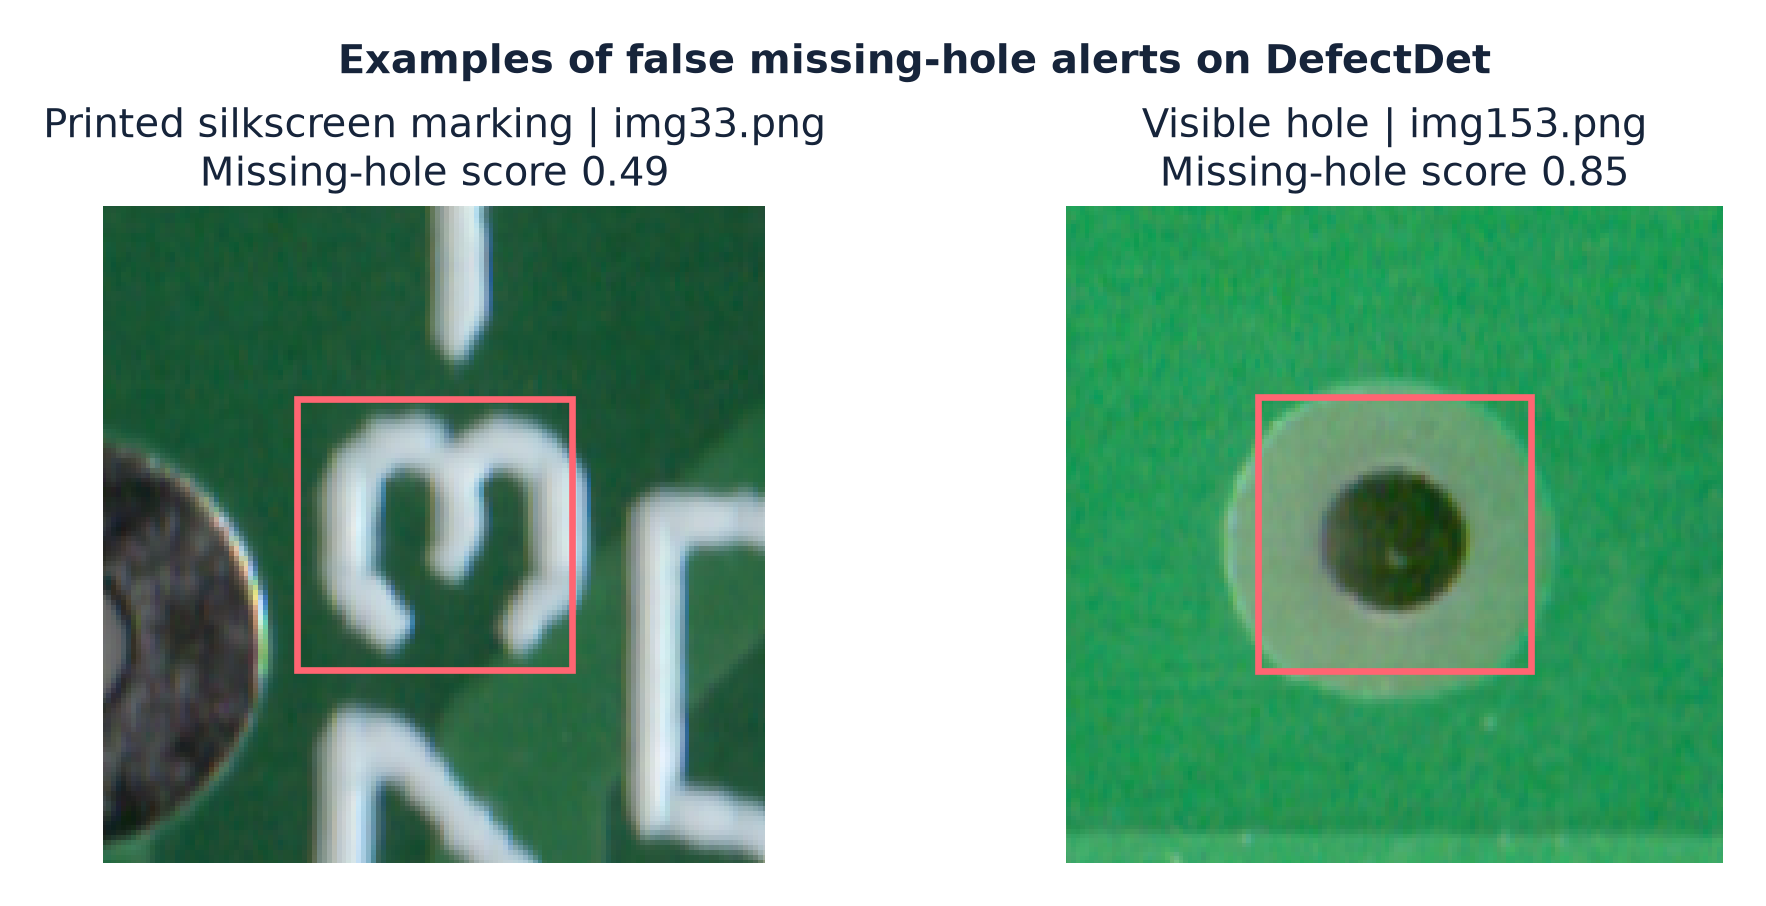 Examples of false missing-hole alerts on DefectDet
Printed silkscreen marking | img33.png
Missing-hole score 0.49
Visible hole | img153.png
Missing-hole score 0.85
3